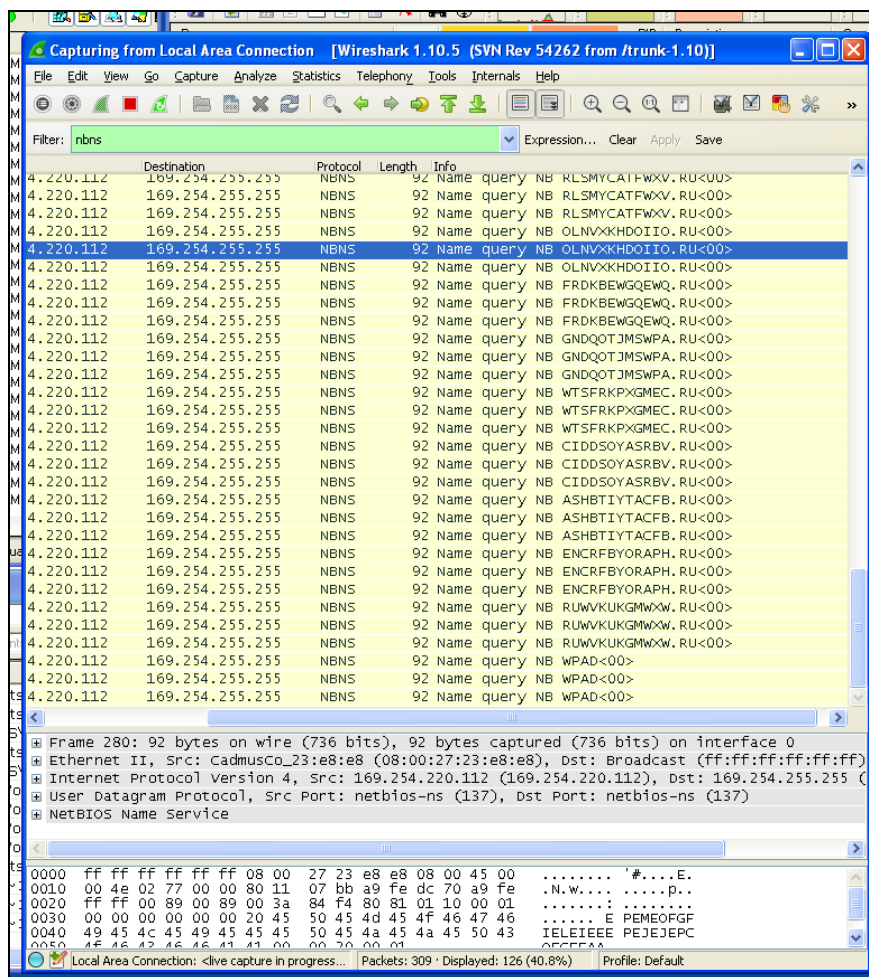 Capturing from Local Area Connection [Wireshark 1.10.5 (SVN Rev 54262 from /trunk-1.10)]
File Edit View Go Capture Analyze Statistics Telephony Tools Internals Help
Filter: nbns Expression... Clear Apply Save
Destination Protocol Length Info
4.220.112 169.254.255.255 NBNS 92 Name query NB RLSMYCATFWXV.RU<00>
4.220.112 169.254.255.255 NBNS 92 Name query NB RLSMYCATFWXV.RU<00>
4.220.112 169.254.255.255 NBNS 92 Name query NB RLSMYCATFWXV.RU<00>
4.220.112 169.254.255.255 NBNS 92 Name query NB OLNVXKHDOIIO.RU<00>
4.220.112 169.254.255.255 NBNS 92 Name query NB OLNVXKHDOIIO.RU<00>
4.220.112 169.254.255.255 NBNS 92 Name query NB OLNVXKHDOIIO.RU<00>
4.220.112 169.254.255.255 NBNS 92 Name query NB FRDKBEWGQEWQ.RU<00>
4.220.112 169.254.255.255 NBNS 92 Name query NB FRDKBEWGQEWQ.RU<00>
4.220.112 169.254.255.255 NBNS 92 Name query NB FRDKBEWGQEWQ.RU<00>
4.220.112 169.254.255.255 NBNS 92 Name query NB GNDQOTJMSWPA.RU<00>
4.220.112 169.254.255.255 NBNS 92 Name query NB GNDQOTJMSWPA.RU<00>
4.220.112 169.254.255.255 NBNS 92 Name query NB GNDQOTJMSWPA.RU<00>
4.220.112 169.254.255.255 NBNS 92 Name query NB WTSFRKPXGMEC.RU<00>
4.220.112 169.254.255.255 NBNS 92 Name query NB WTSFRKPXGMEC.RU<00>
4.220.112 169.254.255.255 NBNS 92 Name query NB WTSFRKPXGMEC.RU<00>
4.220.112 169.254.255.255 NBNS 92 Name query NB CIDDSOYASRBV.RU<00>
4.220.112 169.254.255.255 NBNS 92 Name query NB CIDDSOYASRBV.RU<00>
4.220.112 169.254.255.255 NBNS 92 Name query NB CIDDSOYASRBV.RU<00>
4.220.112 169.254.255.255 NBNS 92 Name query NB ASHBTIYTACFB.RU<00>
4.220.112 169.254.255.255 NBNS 92 Name query NB ASHBTIYTACFB.RU<00>
4.220.112 169.254.255.255 NBNS 92 Name query NB ASHBTIYTACFB.RU<00>
4.220.112 169.254.255.255 NBNS 92 Name query NB ENCRFBYORAPH.RU<00>
4.220.112 169.254.255.255 NBNS 92 Name query NB ENCRFBYORAPH.RU<00>
4.220.112 169.254.255.255 NBNS 92 Name query NB ENCRFBYORAPH.RU<00>
4.220.112 169.254.255.255 NBNS 92 Name query NB RUWVKUKGMWXW.RU<00>
4.220.112 169.254.255.255 NBNS 92 Name query NB RUWVKUKGMWXW.RU<00>
4.220.112 169.254.255.255 NBNS 92 Name query NB RUWVKUKGMWXW.RU<00>
4.220.112 169.254.255.255 NBNS 92 Name query NB WPAD<00>
4.220.112 169.254.255.255 NBNS 92 Name query NB WPAD<00>
4.220.112 169.254.255.255 NBNS 92 Name query NB WPAD<00>
Frame 280: 92 bytes on wire (736 bits), 92 bytes captured (736 bits) on interface 0
Ethernet II, Src: CadmusCo_23:e8:e8 (08:00:27:23:e8:e8), Dst: Broadcast (ff:ff:ff:ff:ff:ff)
Internet Protocol Version 4, Src: 169.254.220.112 (169.254.220.112), Dst: 169.254.255.255 (
User Datagram Protocol, Src Port: netbios-ns (137), Dst Port: netbios-ns (137)
NetBIOS Name Service
0000 ff ff ff ff ff ff 08 00 27 23 e8 e8 08 00 45 00 ........ '#....E.
0010 00 4e 02 77 00 00 80 11 07 bb a9 fe dc 70 a9 fe .N.w.... .....p..
0020 ff ff 00 89 00 89 00 3a 84 f4 80 81 01 10 00 01 .......: ........
0030 00 00 00 00 00 00 20 45 50 45 4d 45 4f 46 47 46 ...... E PEMEOFGF
0040 49 45 4c 45 49 45 45 45 50 45 4a 45 4a 45 50 43 IELEIEEE PEJEJEPC
0050 46 46 43 46 46 41 41 00 00 20 00 01
Local Area Connection: <live capture in progress... Packets: 309 · Displayed: 126 (40.8%) Profile: Default